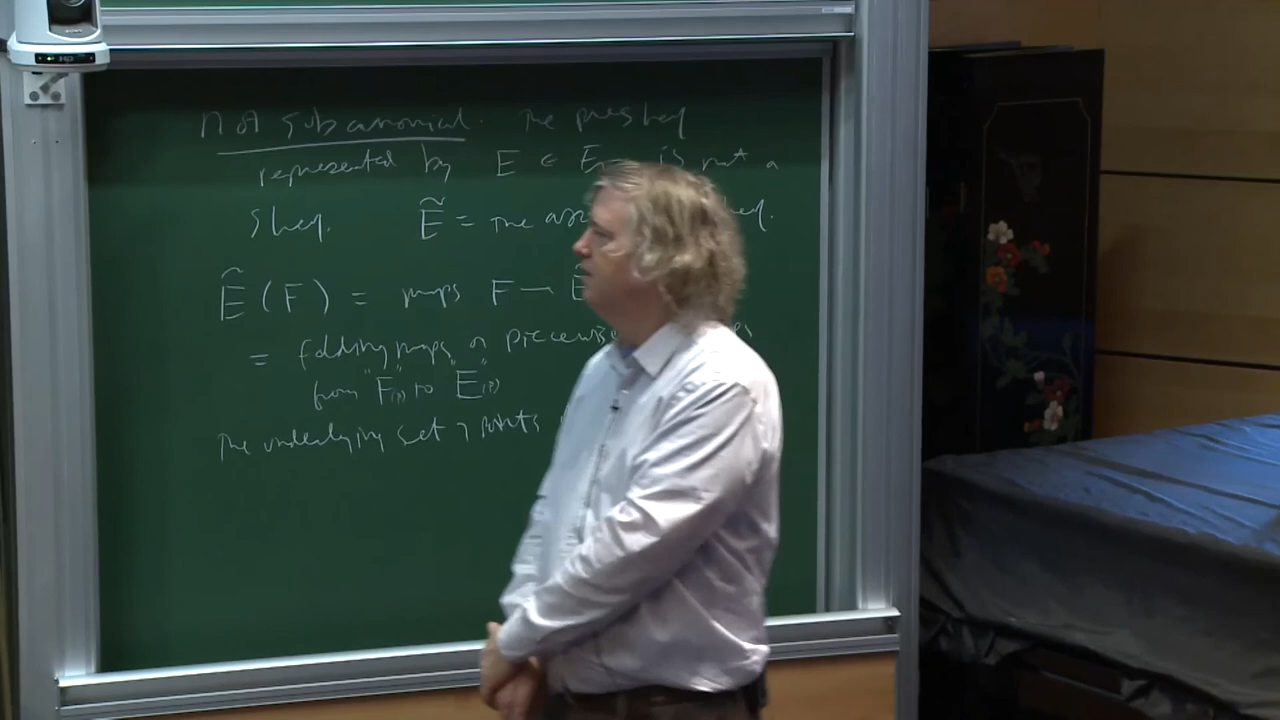 not subcanonical. The presheaf
represented by E ∈ E is not a
sheaf. Ẽ = the
Ẽ(F) = maps F → Ẽ
= folding maps or piecewise
from "F(ℝ)" to "E(ℝ)"
The underlying set of points